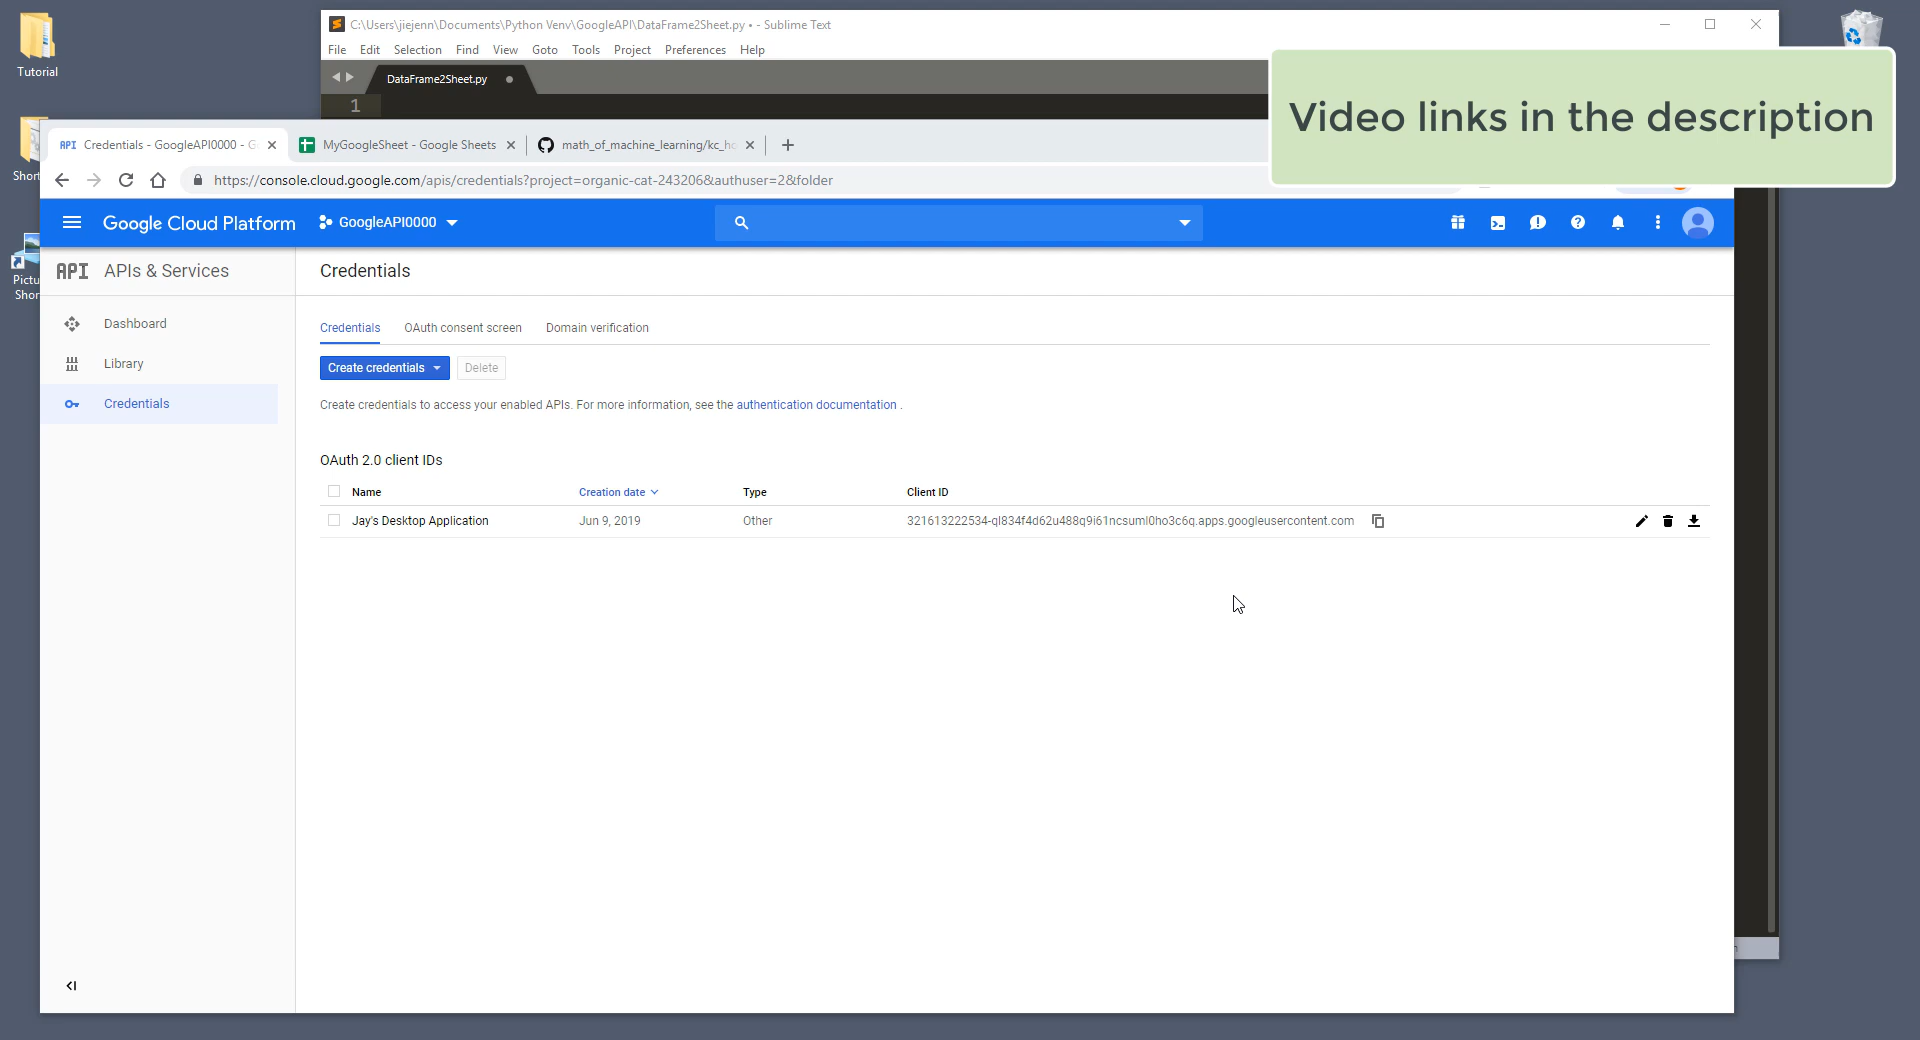 Tutorial
C:\Users\jiejenn\Documents\Python Venv\GoogleAPI\DataFrame2Sheet.py • - Sublime Text
File Edit Selection Find View Goto Tools Project Preferences Help
DataFrame2Sheet.py
1
Video links in the description
API Credentials - GoogleAPI0000 - G
MyGoogleSheet - Google Sheets
math_of_machine_learning/kc_ho
Short
https://console.cloud.google.com/apis/credentials?project=organic-cat-243206&authuser=2&folder
Google Cloud Platform
GoogleAPI0000
Pictu
Shor
API APIs & Services
Credentials
Dashboard
Library
Credentials
Credentials OAuth consent screen Domain verification
Create credentials Delete
Create credentials to access your enabled APIs. For more information, see the authentication documentation .
OAuth 2.0 client IDs
Name Creation date Type Client ID
Jay's Desktop Application Jun 9, 2019 Other 321613222534-ql834f4d62u488q9i61ncsuml0ho3c6q.apps.googleusercontent.com